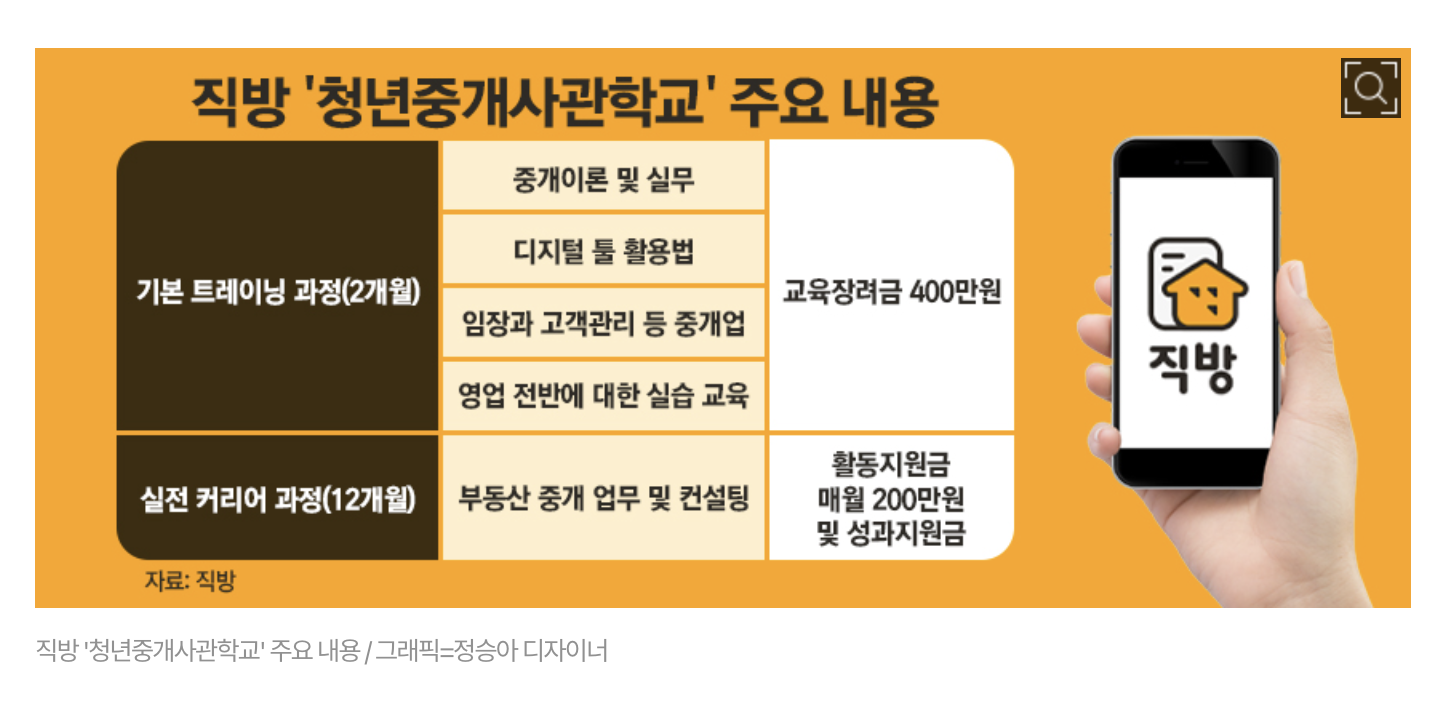 직방 '청년중개사관학교' 주요 내용
기본 트레이닝 과정(2개월)
중개이론 및 실무
디지털 툴 활용법
임장과 고객관리 등 중개업
영업 전반에 대한 실습 교육
교육장려금 400만원
실전 커리어 과정(12개월)
부동산 중개 업무 및 컨설팅
활동지원금
매월 200만원
및 성과지원금
자료: 직방
직방
직방 '청년중개사관학교' 주요 내용 / 그래픽=정승아 디자이너